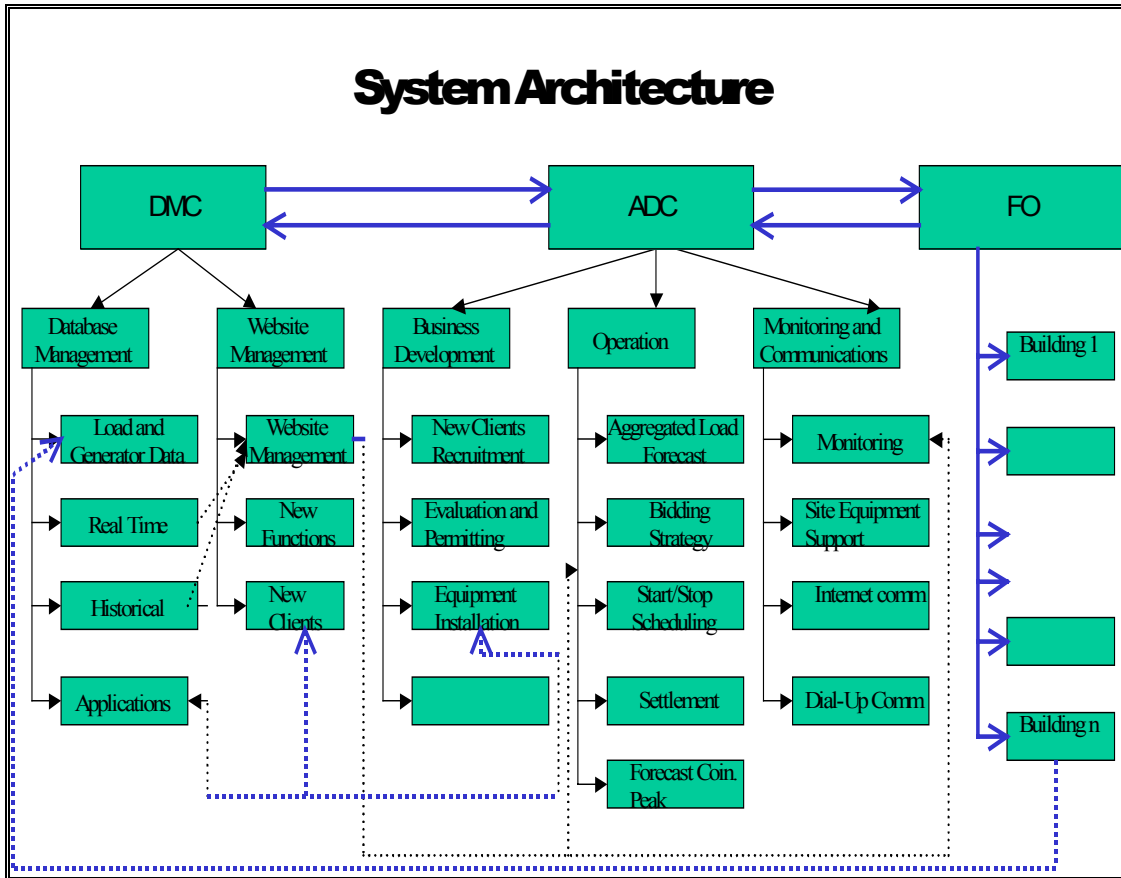 System Architecture
DMC
ADC
FO
Database
Management
Website
Management
Business
Development
Operation
Monitoring and
Communications
Building 1
Load and
Generator Data
Website
Management
New Clients
Recruitment
Aggregated Load
Forecast
Monitoring
Real Time
New
Functions
Evaluation and
Permitting
Bidding
Strategy
Site Equipment
Support
Historical
New
Clients
Equipment
Installation
Start/Stop
Scheduling
Internet comm
Applications
Settlement
Dial-Up Comm
Building n
Forecast Coin.
Peak